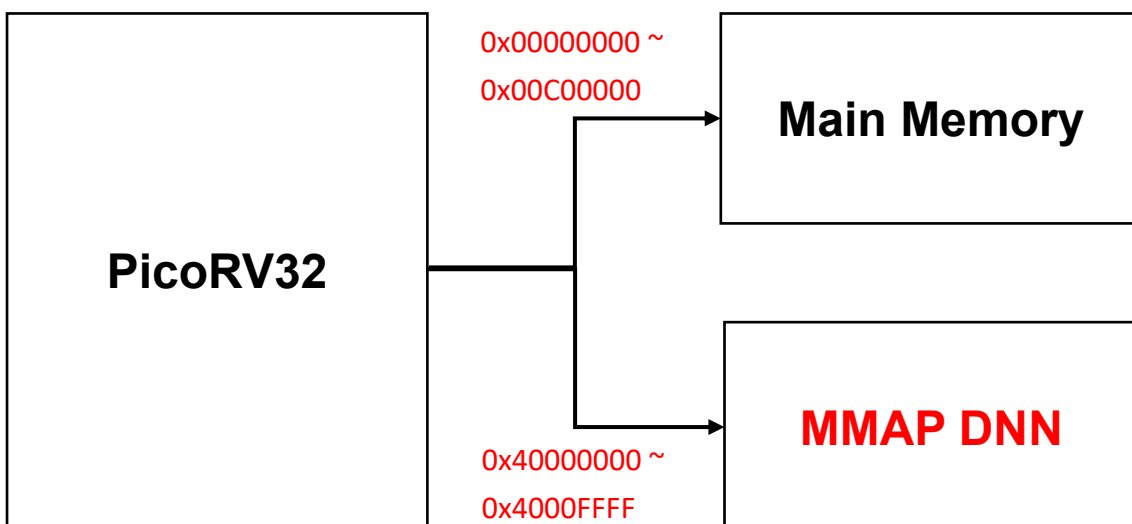 0x00000000 ~
0x00C00000
Main Memory
PicoRV32
MMAP DNN
0x40000000 ~
0x4000FFFF